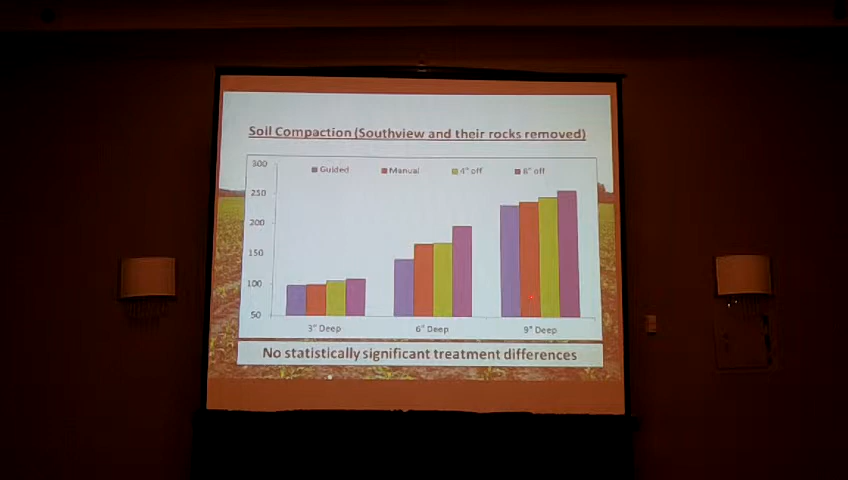 Soil Compaction (Southview and their rocks removed)
300
Guided Manual 4" off 8" off
250
200
150
100
50
3" Deep 6" Deep 9" Deep
No statistically significant treatment differences